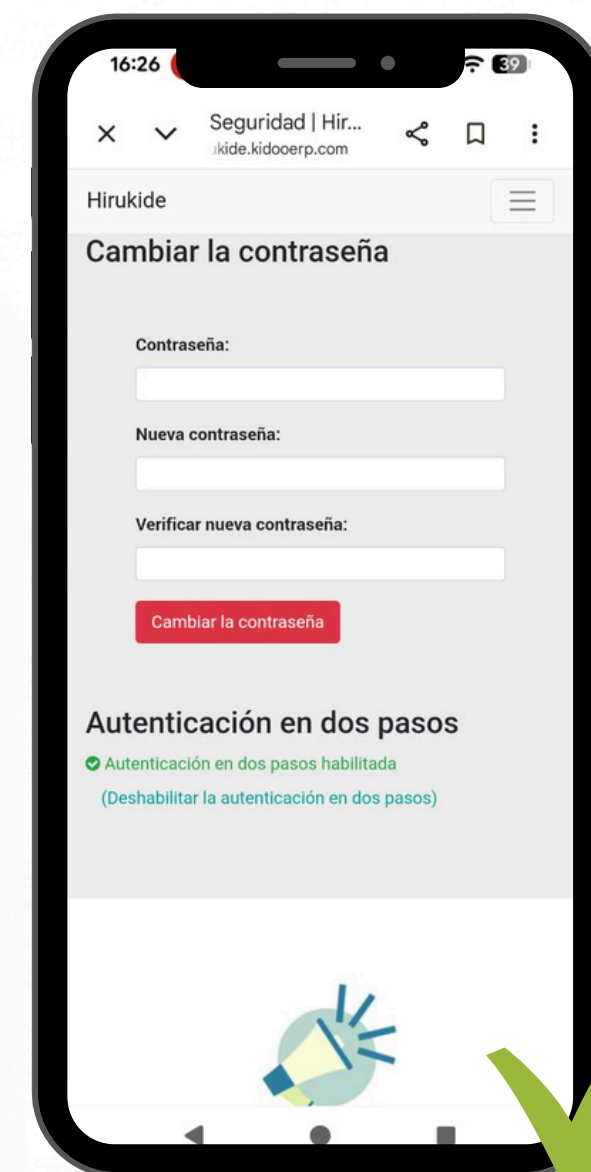 16:26
39
Seguridad | Hir...
kide.kidooerp.com
Hirukide
Cambiar la contraseña
Contraseña:
Nueva contraseña:
Verificar nueva contraseña:
Cambiar la contraseña
Autenticación en dos pasos
Autenticación en dos pasos habilitada
(Deshabilitar la autenticación en dos pasos)